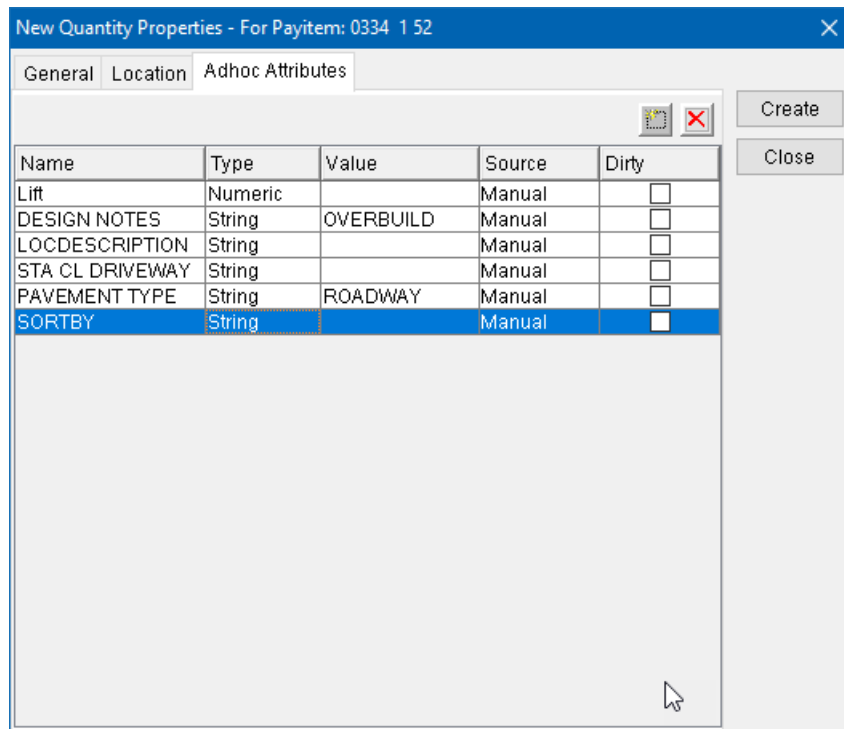 New Quantity Properties - For Payitem: 0334 1 52
General Location Adhoc Attributes
Create
Close
Name Type Value Source Dirty
Lift Numeric Manual
DESIGN NOTES String OVERBUILD Manual
LOCDESCRIPTION String Manual
STA CL DRIVEWAY String Manual
PAVEMENT TYPE String ROADWAY Manual
SORTBY String Manual